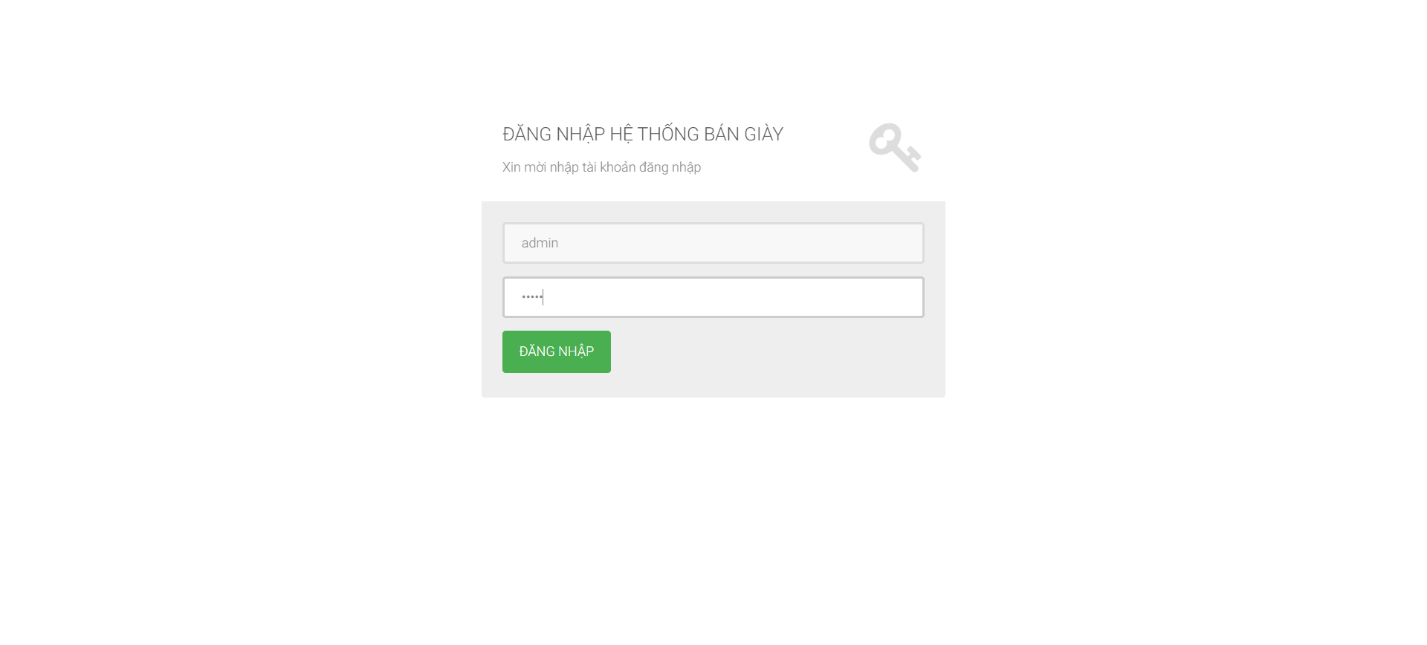 ĐĂNG NHẬP HỆ THỐNG BÁN GIÀY
Xin mời nhập tài khoản đăng nhập
admin
•••••
ĐĂNG NHẬP